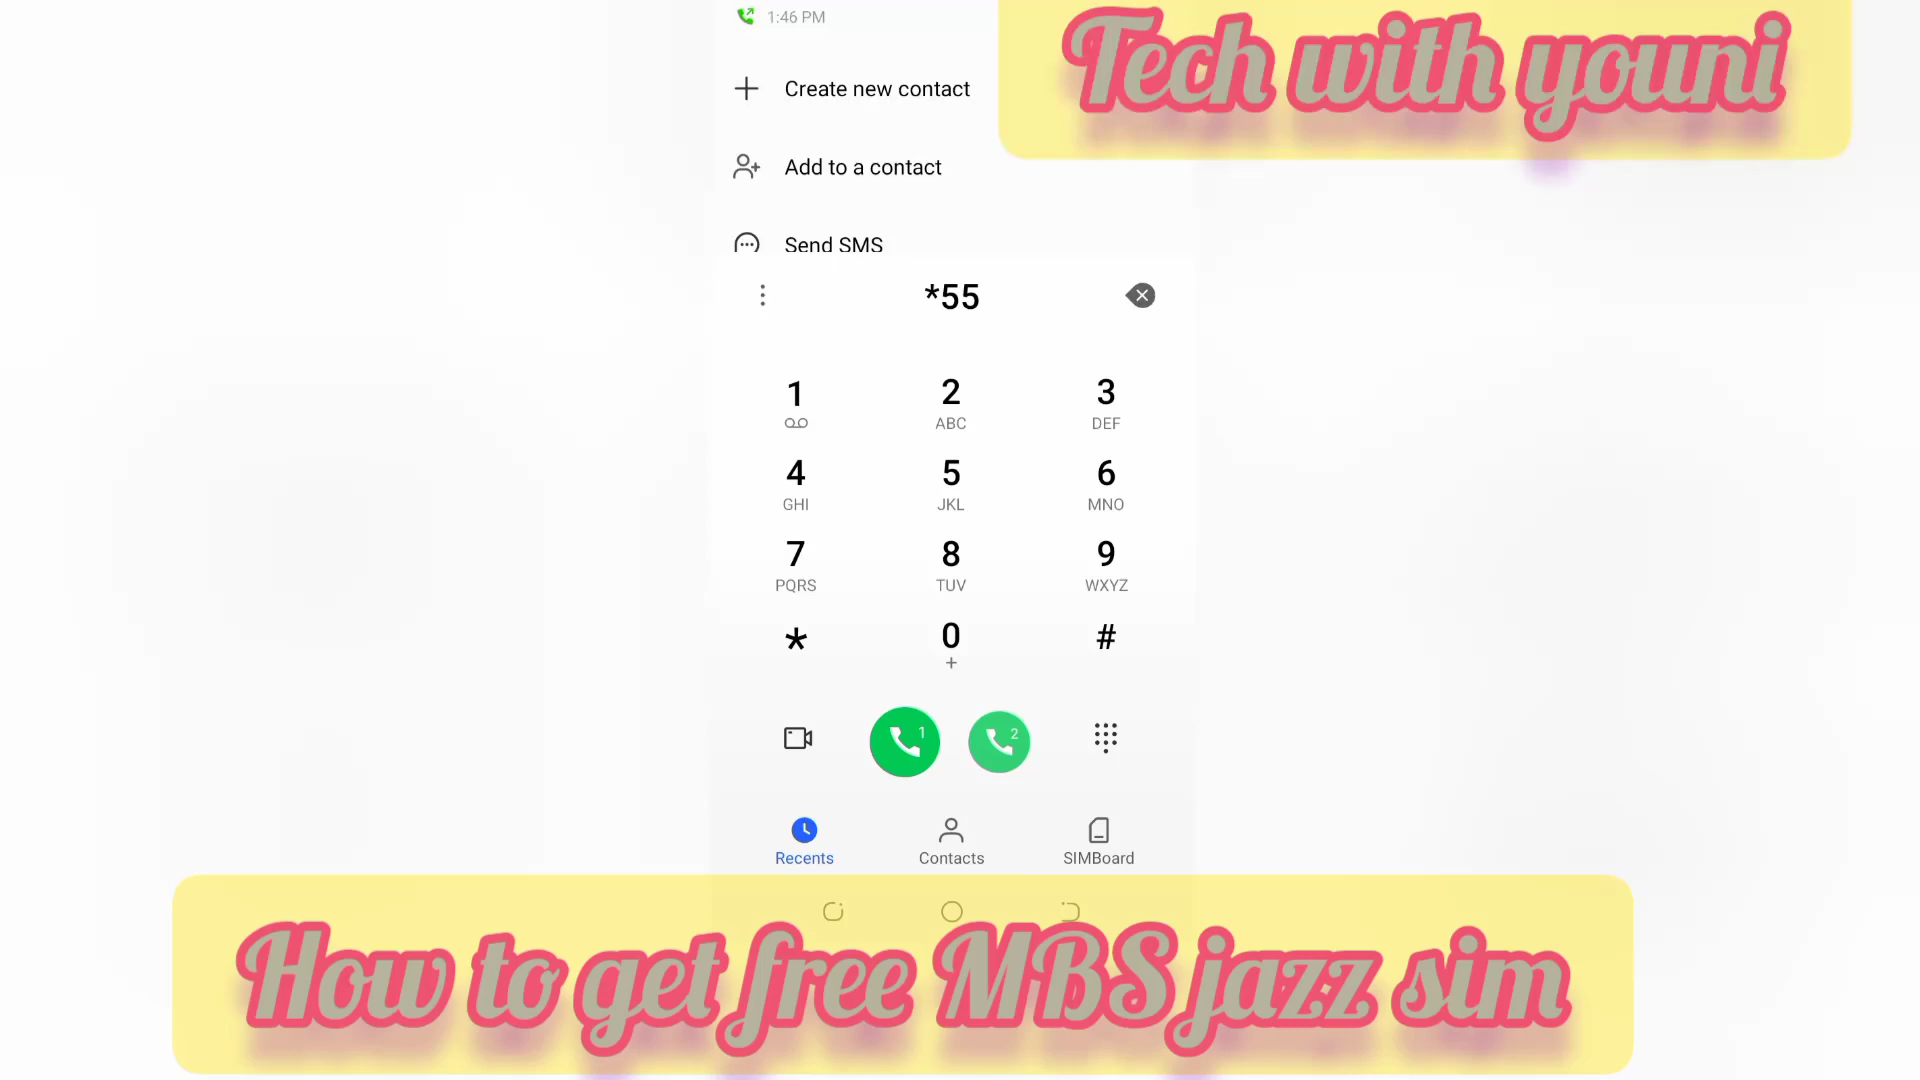 1:46 PM
Tech with youni
Create new contact
Add to a contact
Send SMS
*55
1 2 3
ABC DEF
4 5 6
GHI JKL MNO
7 8 9
PQRS TUV WXYZ
* 0 #
+
1 2
Recents Contacts SIMBoard
How to get free MBS jazz sim